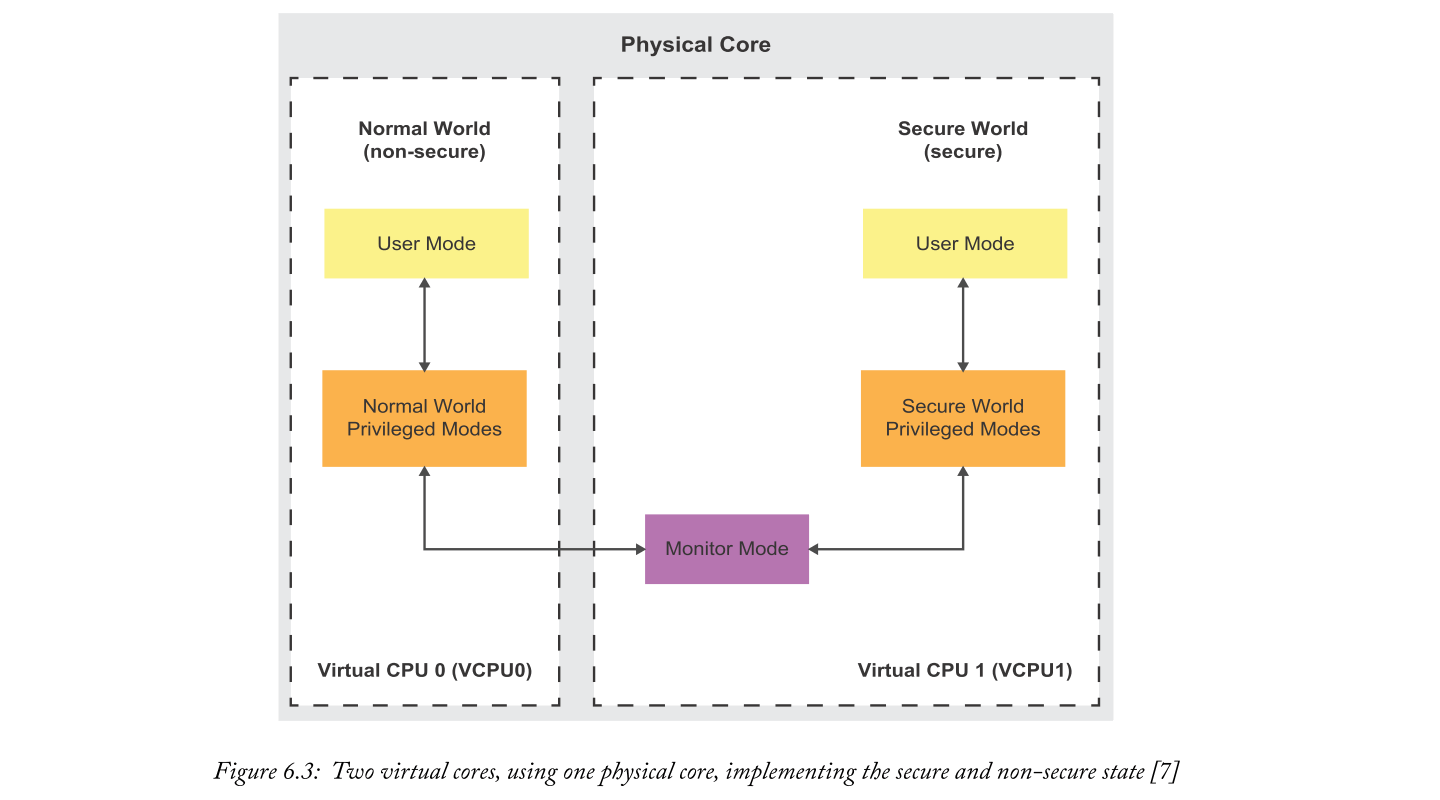 Physical Core
Normal World
(non-secure)
Secure World
(secure)
User Mode
User Mode
Normal World
Privileged Modes
Secure World
Privileged Modes
Monitor Mode
Virtual CPU 0 (VCPU0)
Virtual CPU 1 (VCPU1)
Figure 6.3: Two virtual cores, using one physical core, implementing the secure and non-secure state [7]